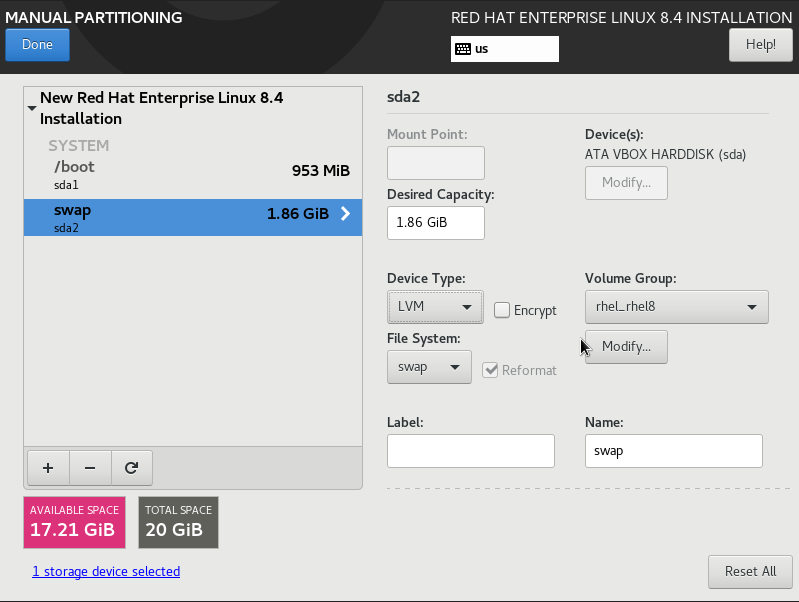 MANUAL PARTITIONING
RED HAT ENTERPRISE LINUX 8.4 INSTALLATION
Done
us
Help!
New Red Hat Enterprise Linux 8.4
Installation
SYSTEM
/boot
953 MiB
sda1
swap
1.86 GiB
sda2
sda2
Mount Point:
Device(s):
ATA VBOX HARDDISK (sda)
Modify...
Desired Capacity:
1.86 GiB
Device Type:
Volume Group:
LVM
Encrypt
rhel_rhel8
File System:
Modify...
swap
Reformat
Label:
Name:
swap
AVAILABLE SPACE
17.21 GiB
TOTAL SPACE
20 GiB
1 storage device selected
Reset All